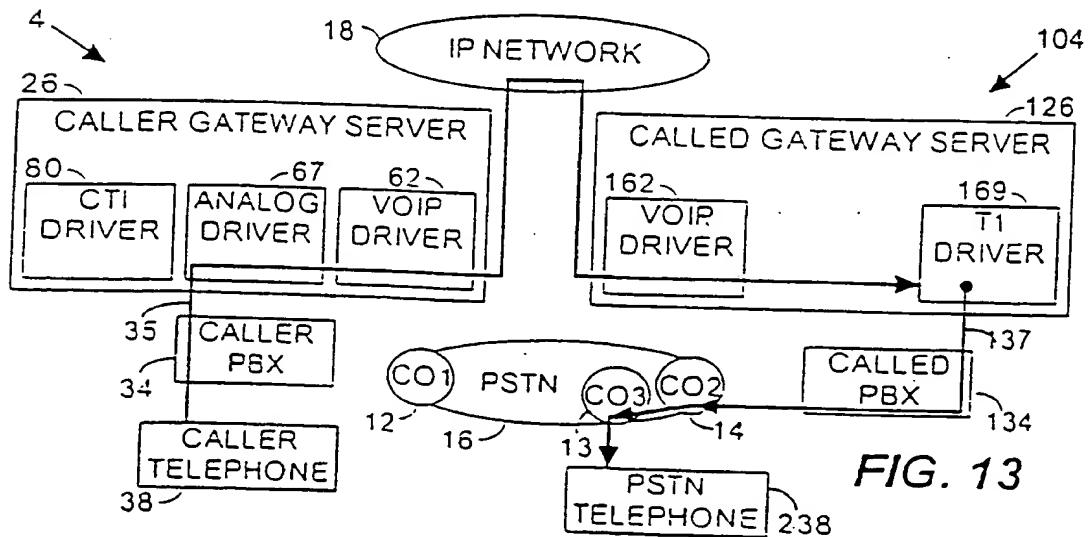 4
18
IP NETWORK
104
26
CALLER GATEWAY SERVER
80
CTI
DRIVER
67
ANALOG
DRIVER
62
VOIP
DRIVER
126
CALLED GATEWAY SERVER
162
VOIP
DRIVER
169
T1
DRIVER
35
CALLER
PBX
34
CALLER
TELEPHONE
38
CO1
PSTN
CO3
CO2
12
16
13
14
137
CALLED
PBX
134
PSTN
TELEPHONE
238
FIG. 13